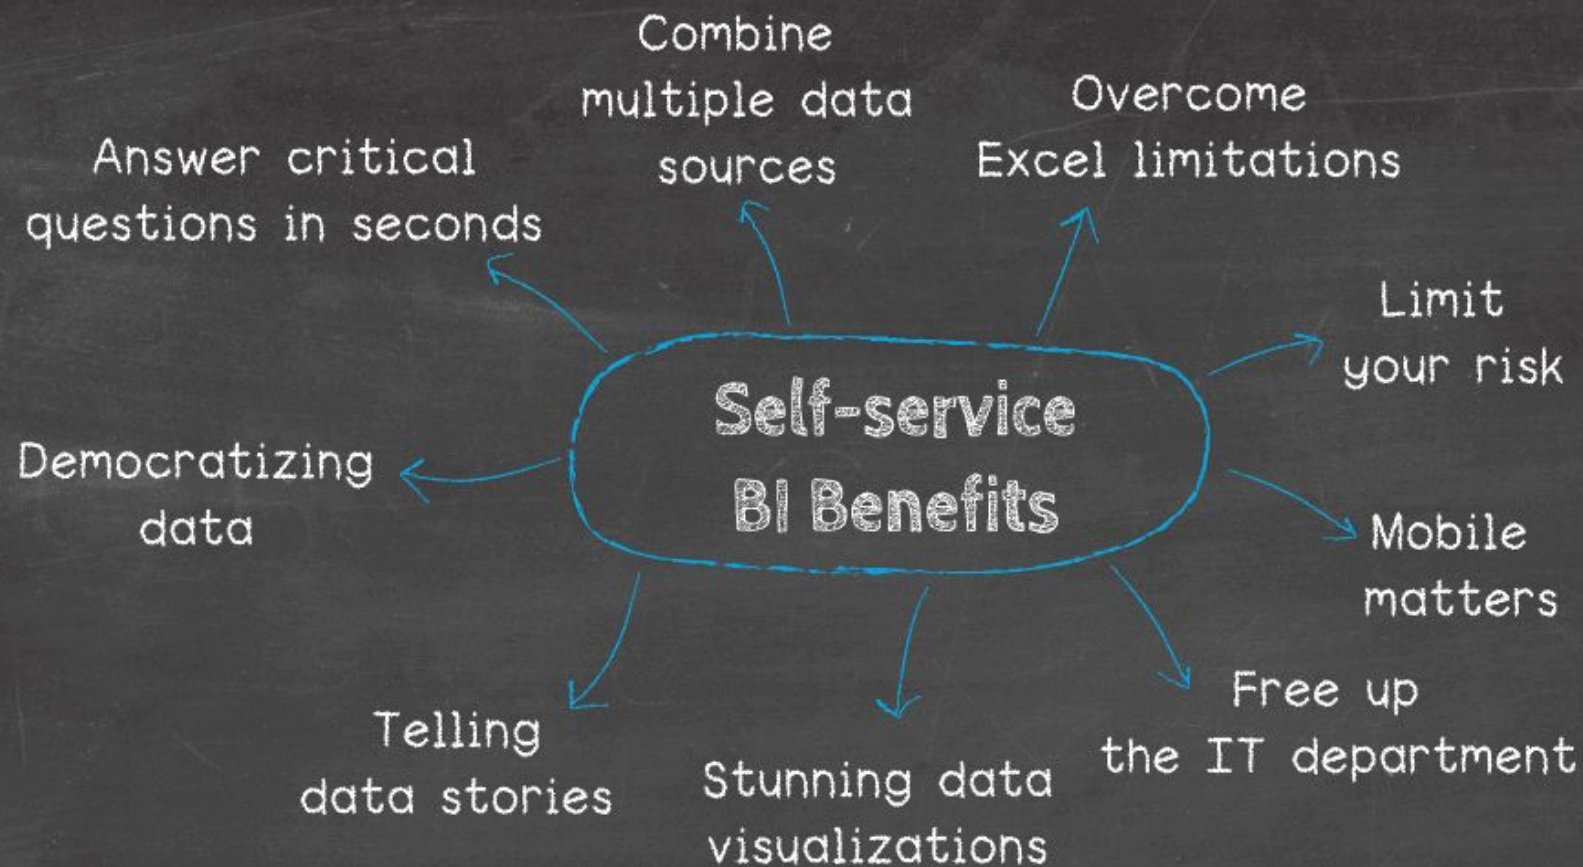 Combine
multiple data
sources
Overcome
Excel limitations
Answer critical
questions in seconds
Limit
your risk
Self-service
BI Benefits
Democratizing
data
Mobile
matters
Free up
the IT department
Telling
data stories
Stunning data
visualizations